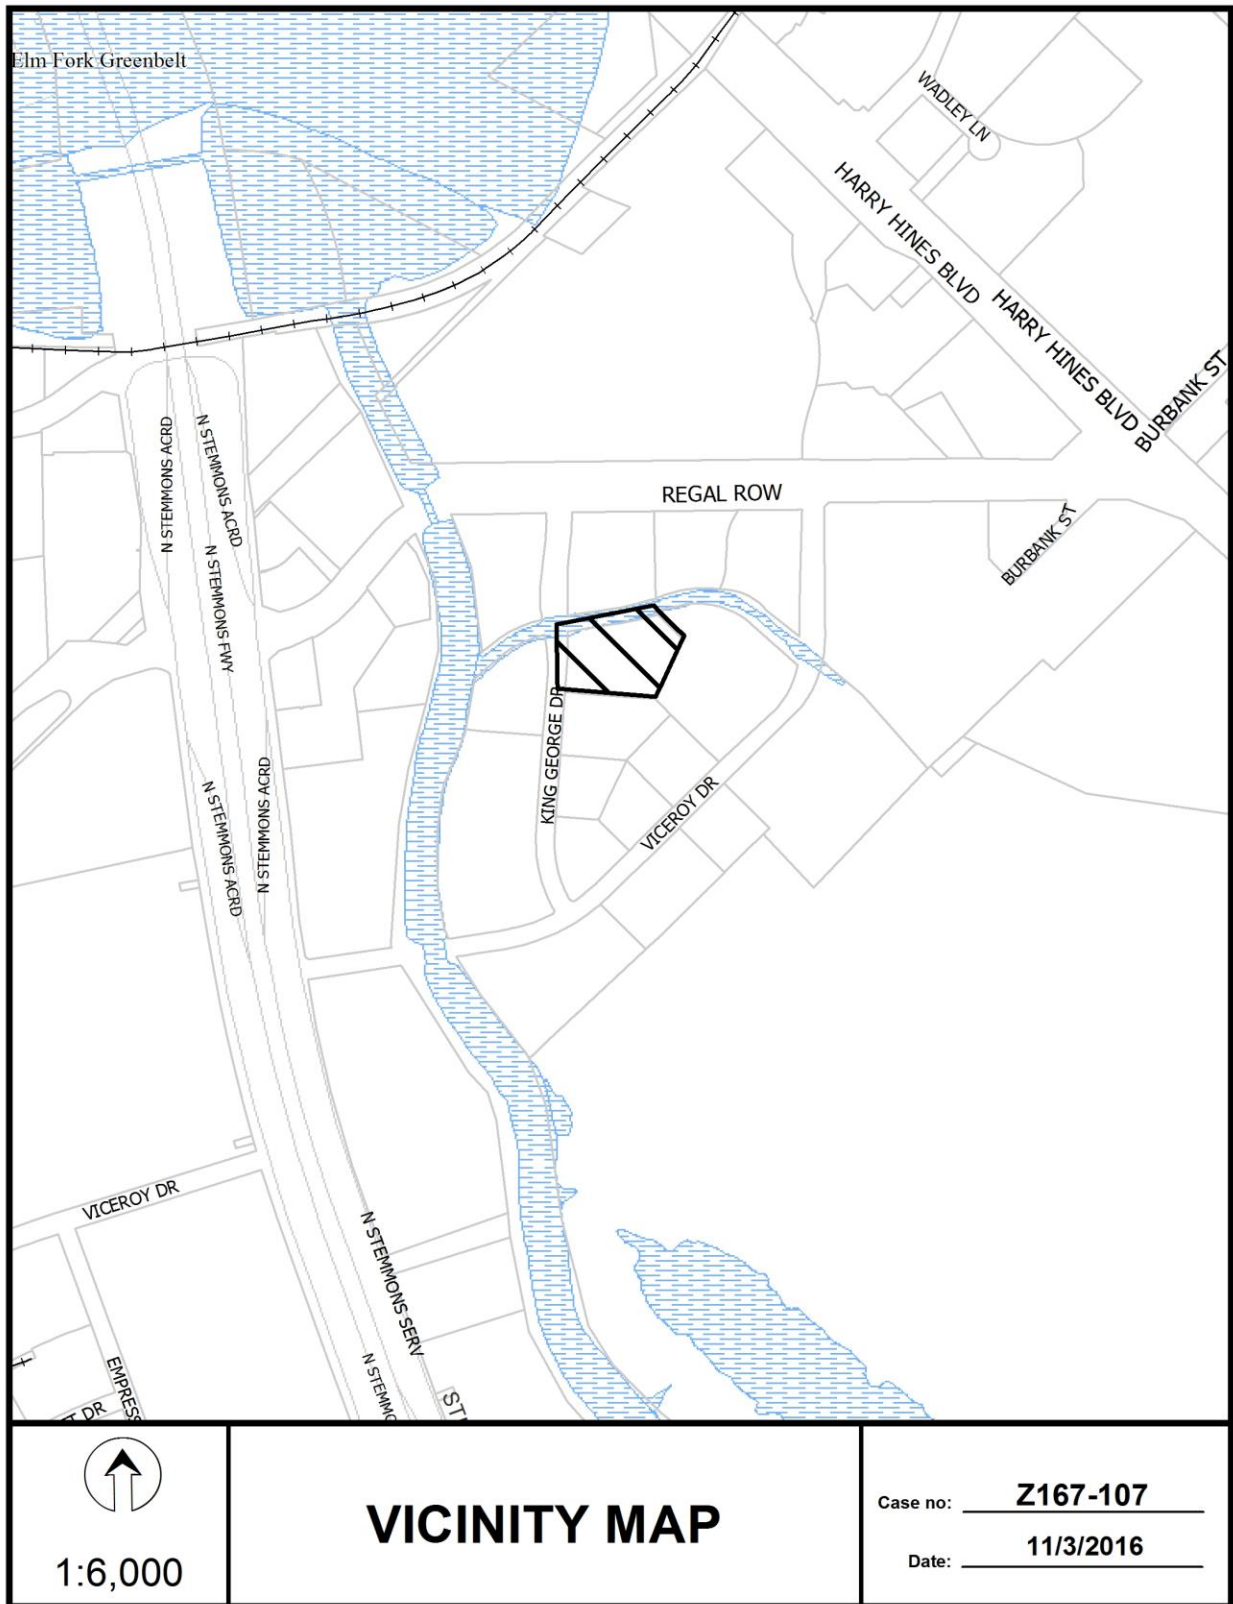 Elm Fork Greenbelt
WADLEY LN
HARRY HINES BLVD
HARRY HINES BLVD
BURBANK ST
N STEMMONS ACRD
N STEMMONS ACRD
REGAL ROW
BURBANK ST
N STEMMONS FWY
KING GEORGE DR
N STEMMONS ACRD
N STEMMONS ACRD
VICEROY DR
VICEROY DR
N STEMMONS SERV
N STEMMO
EMPRESS
T DR
VICINITY MAP
1:6,000
Case no: Z167-107
Date: 11/3/2016